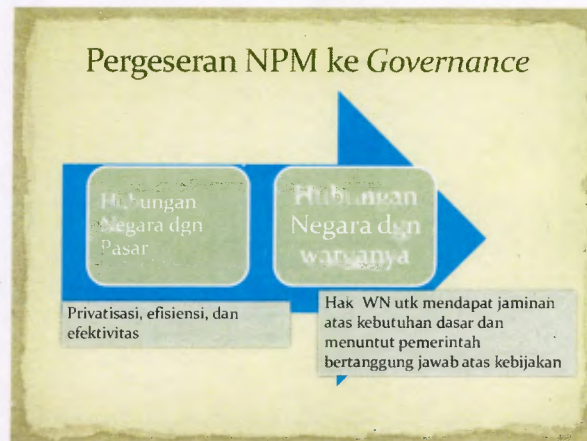 Pergeseran NPM ke Governance
Hubungan
Negara dgn
Pasar
Hubungan
Negara dgn
warganya
Privatisasi, efisiensi, dan
efektivitas
Hak WN utk mendapat jaminan
atas kebutuhan dasar dan
menuntut pemerintah
bertanggung jawab atas kebijakan